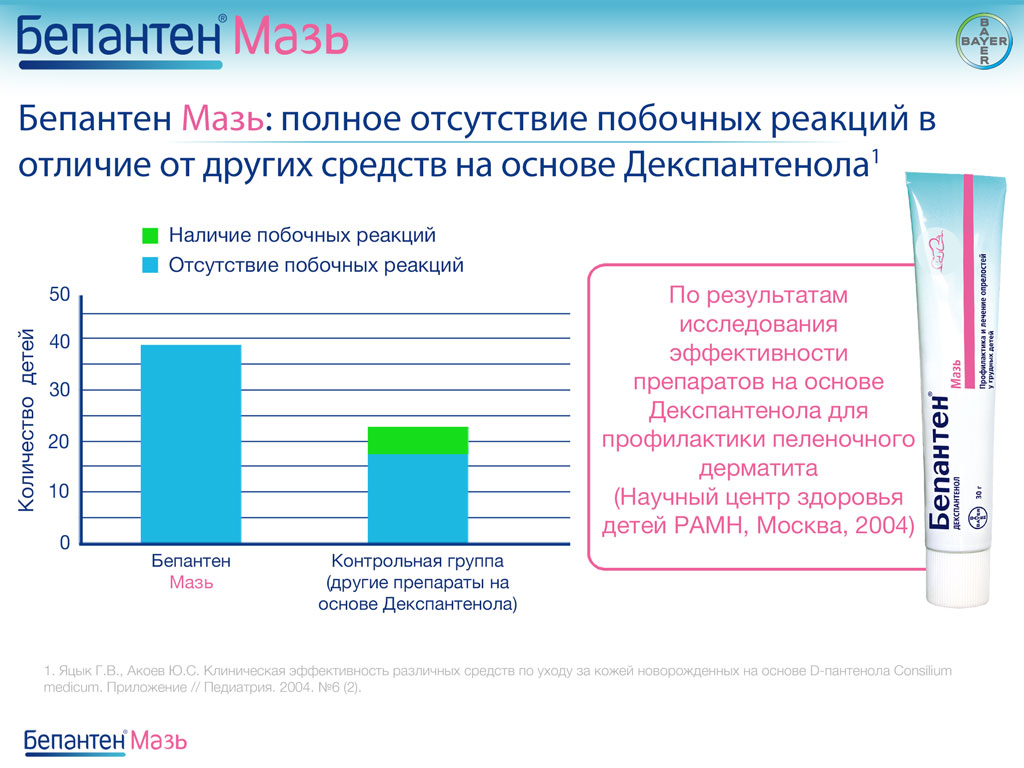 Бепантен® Мазь
BAYER
BAYER
Бепантен Мазь: полное отсутствие побочных реакций в
отличие от других средств на основе Декспантенола¹
Наличие побочных реакций
Отсутствие побочных реакций
Количество детей
50
40
30
20
10
0
Бепантен
Мазь
Контрольная группа
(другие препараты на
основе Декспантенола)
По результатам
исследования
эффективности
препаратов на основе
Декспантенола для
профилактики пеленочного
дерматита
(Научный центр здоровья
детей РАМН, Москва, 2004)
Бепантен®
Мазь
ДЕКСПАНТЕНОЛ
30 г
Профилактика и лечение опрелостей
у грудных детей
1. Яцык Г.В., Акоев Ю.С. Клиническая эффективность различных средств по уходу за кожей новорожденных на основе D-пантенола Consilium
medicum. Приложение // Педиатрия. 2004. №6 (2).
Бепантен® Мазь